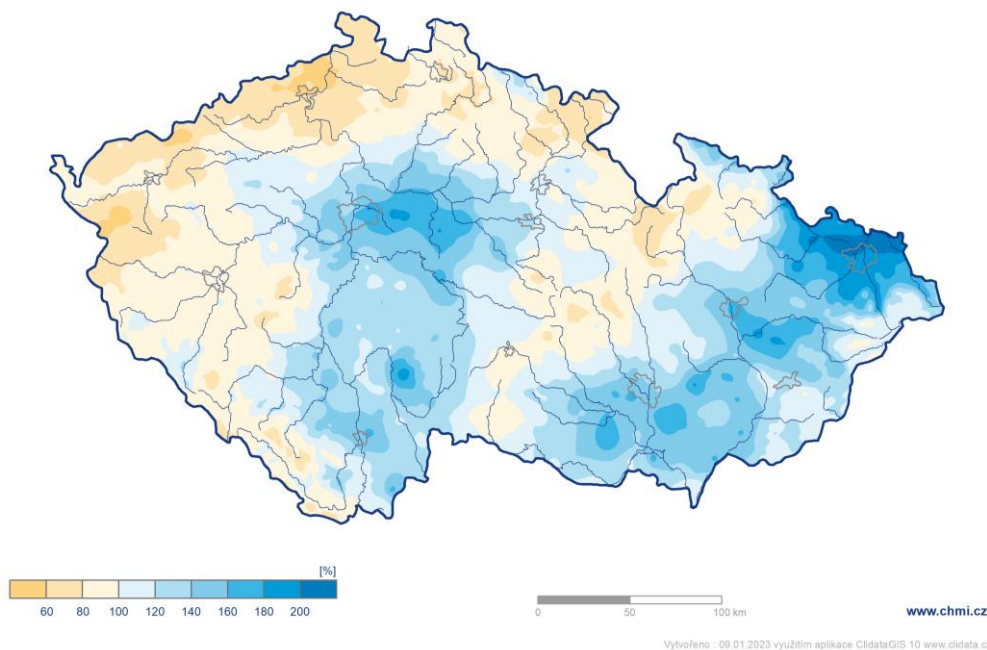 [%]
60 80 100 120 140 160 180 200
0 50 100 km
www.chmi.cz
Vytvořeno : 09.01.2023 využitím aplikace ClidataGIS 10 www.clidata.c